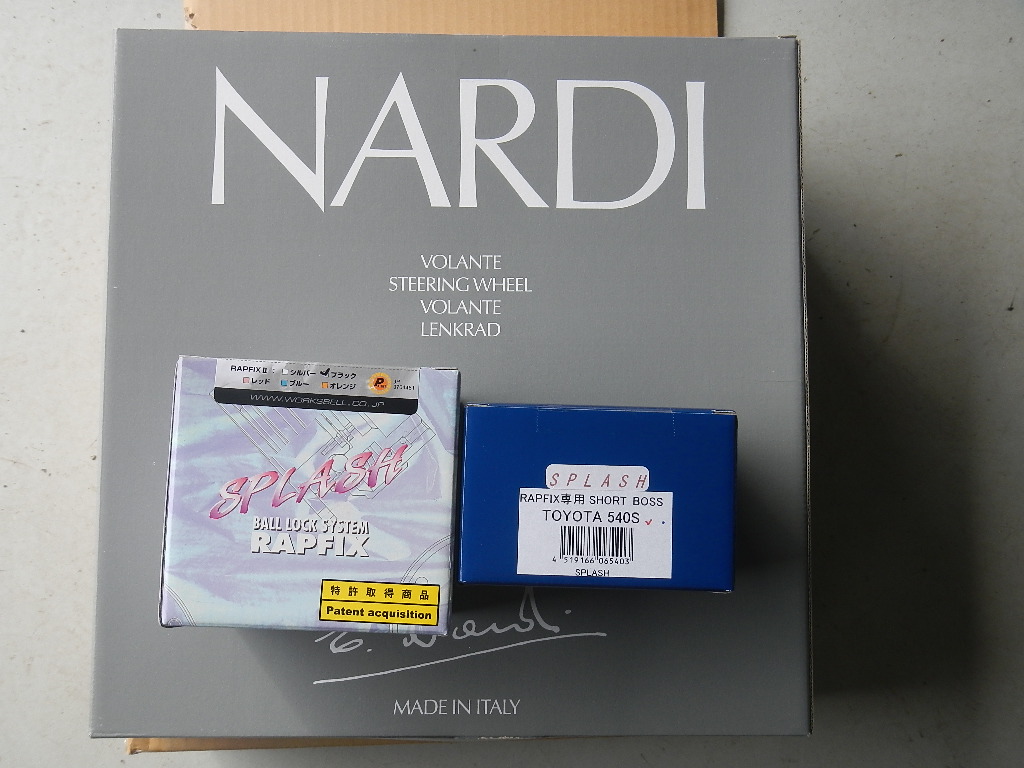 NARDI
VOLANTE
STEERING WHEEL
VOLANTE
LENKRAD
RAPFIX II : シルバー ブラック
レッド ブルー オレンジ
WWW.WORKSBELL.CO.JP
SPLASH
BALL LOCK SYSTEM
RAPFIX
特許取得商品
Patent acquisition
SPLASH
RAPFIX専用 SHORT BOSS
TOYOTA 540S
4 519166 065403
SPLASH
MADE IN ITALY